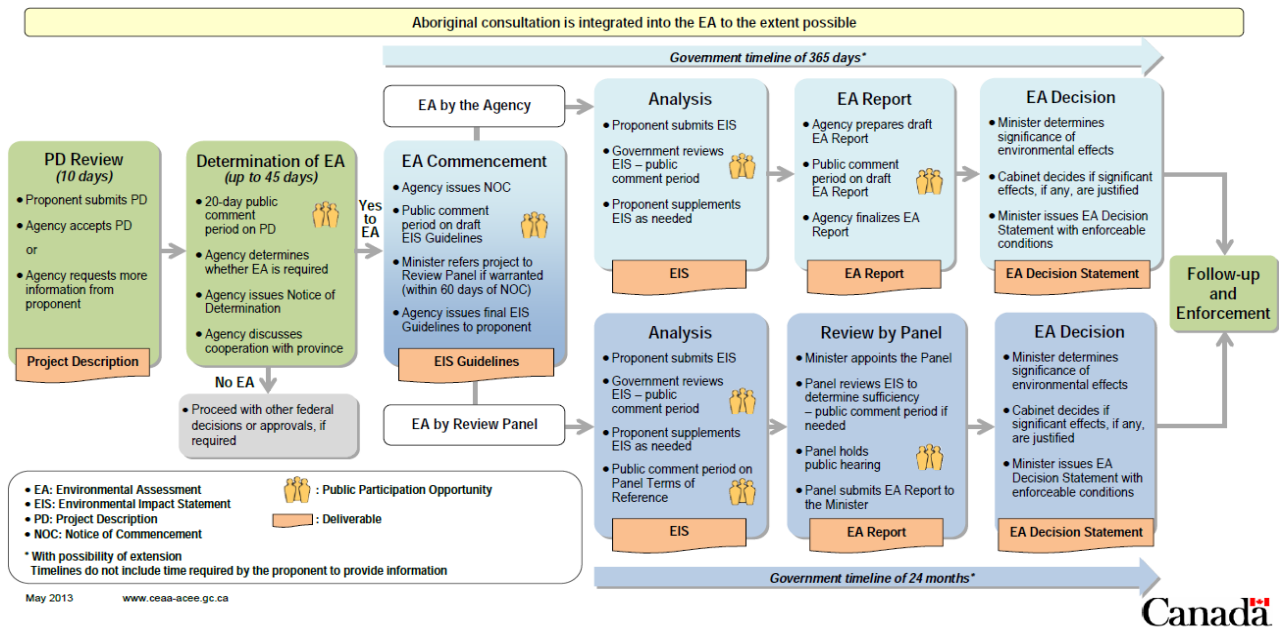 Aboriginal consultation is integrated into the EA to the extent possible
Government timeline of 365 days*
PD Review
(10 days)
● Proponent submits PD
● Agency accepts PD
or
● Agency requests more
information from
proponent
Project Description
Determination of EA
(up to 45 days)
● 20-day public
comment
period on PD
● Agency determines
whether EA is required
● Agency issues Notice of
Determination
● Agency discusses
cooperation with province
No EA
● Proceed with other federal
decisions or approvals, if
required
Yes
to
EA
EA by the Agency
EA Commencement
● Agency issues NOC
● Public comment
period on draft
EIS Guidelines
● Minister refers project to
Review Panel if warranted
(within 60 days of NOC)
● Agency issues final EIS
Guidelines to proponent
EIS Guidelines
EA by Review Panel
Analysis
● Proponent submits EIS
● Government reviews
EIS – public
comment period
● Proponent supplements
EIS as needed
EIS
EA Report
● Agency prepares draft
EA Report
● Public comment
period on draft
EA Report
● Agency finalizes EA
Report
EA Report
EA Decision
● Minister determines
significance of
environmental effects
● Cabinet decides if significant
effects, if any, are justified
● Minister issues EA Decision
Statement with enforceable
conditions
EA Decision Statement
Analysis
● Proponent submits EIS
● Government reviews
EIS – public
comment period
● Proponent supplements
EIS as needed
● Public comment period on
Panel Terms of
Reference
EIS
Review by Panel
● Minister appoints the Panel
● Panel reviews EIS to
determine sufficiency
– public comment period if
needed
● Panel holds
public hearing
● Panel submits EA Report to
the Minister
EA Report
EA Decision
● Minister determines
significance of
environmental effects
● Cabinet decides if
significant effects, if any,
are justified
● Minister issues EA
Decision Statement with
enforceable conditions
EA Decision Statement
Follow-up
and
Enforcement
Government timeline of 24 months*
● EA: Environmental Assessment
● EIS: Environmental Impact Statement
● PD: Project Description
● NOC: Notice of Commencement
: Public Participation Opportunity
: Deliverable
* With possibility of extension
Timelines do not include time required by the proponent to provide information
May 2013 www.ceaa-acee.gc.ca
Canada